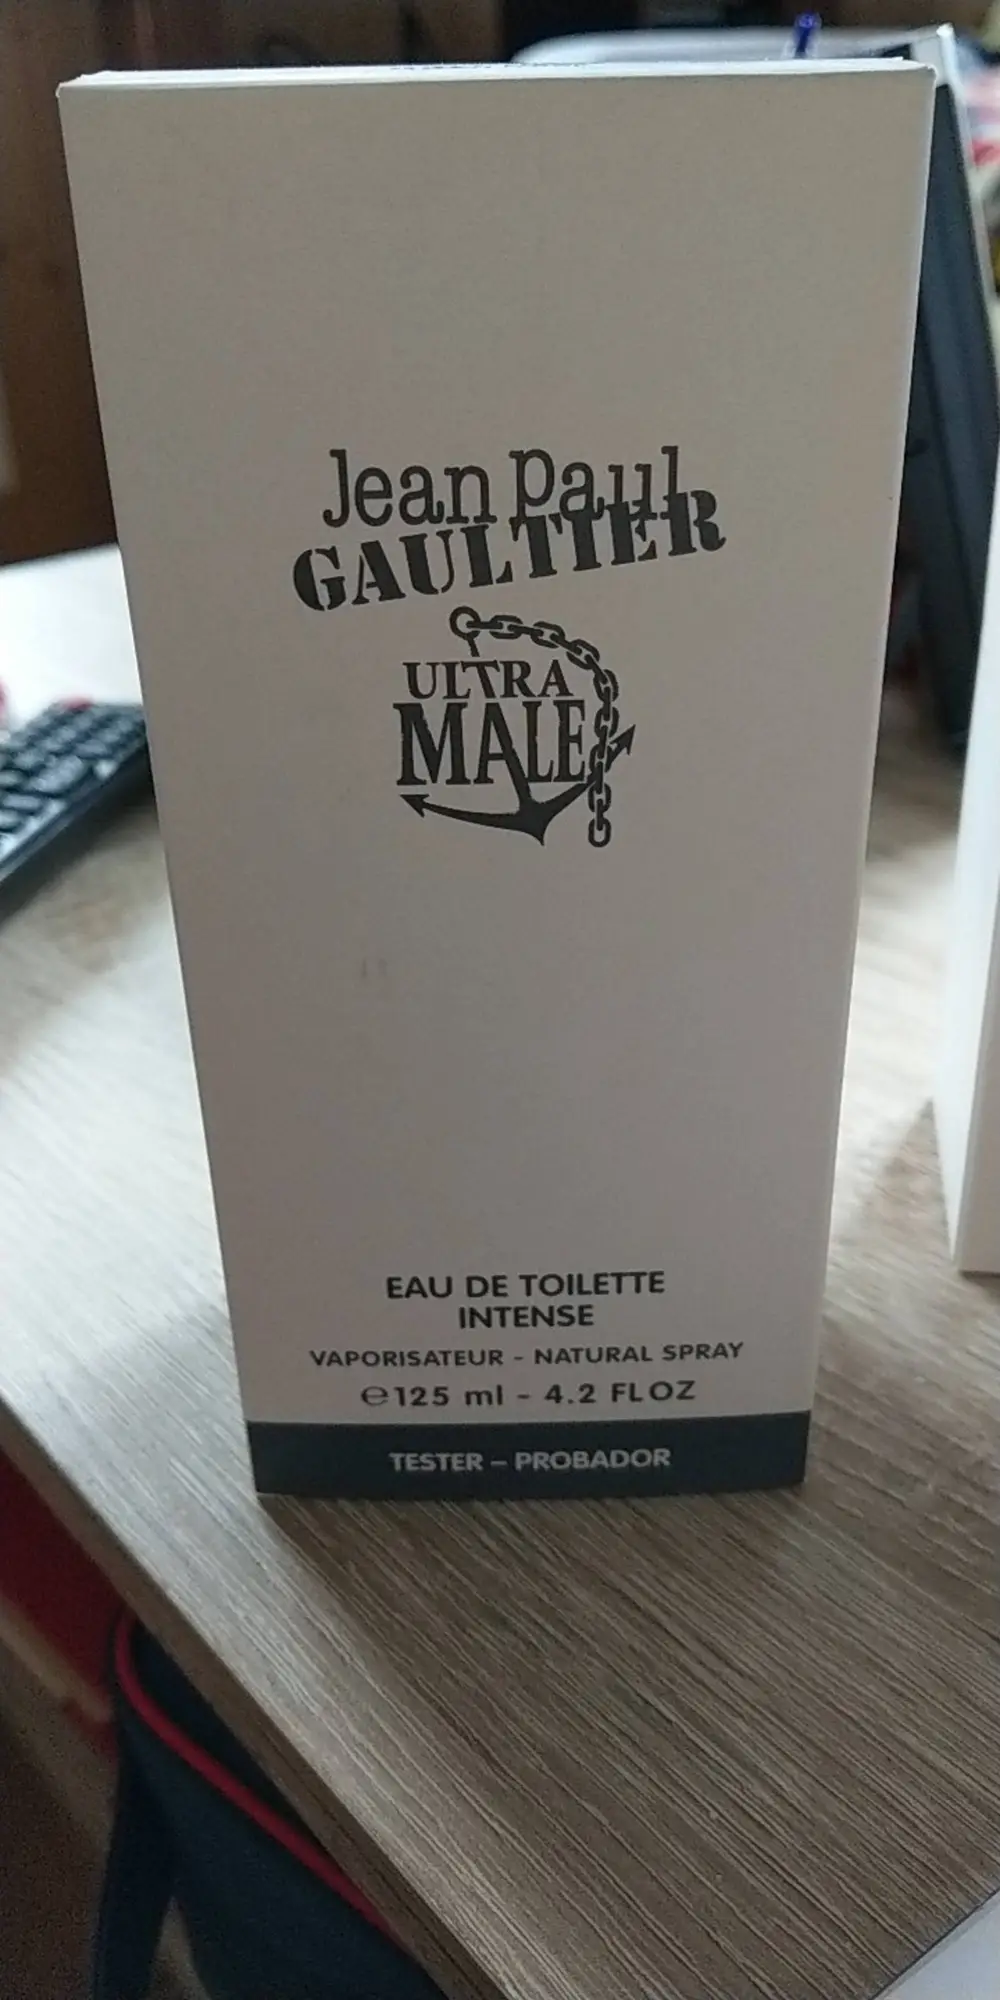 Jean Paul
GAULTIER
ULTRA
MALE
EAU DE TOILETTE
INTENSE
VAPORISATEUR - NATURAL SPRAY
℮125 ml - 4.2 FL OZ
TESTER – PROBADOR